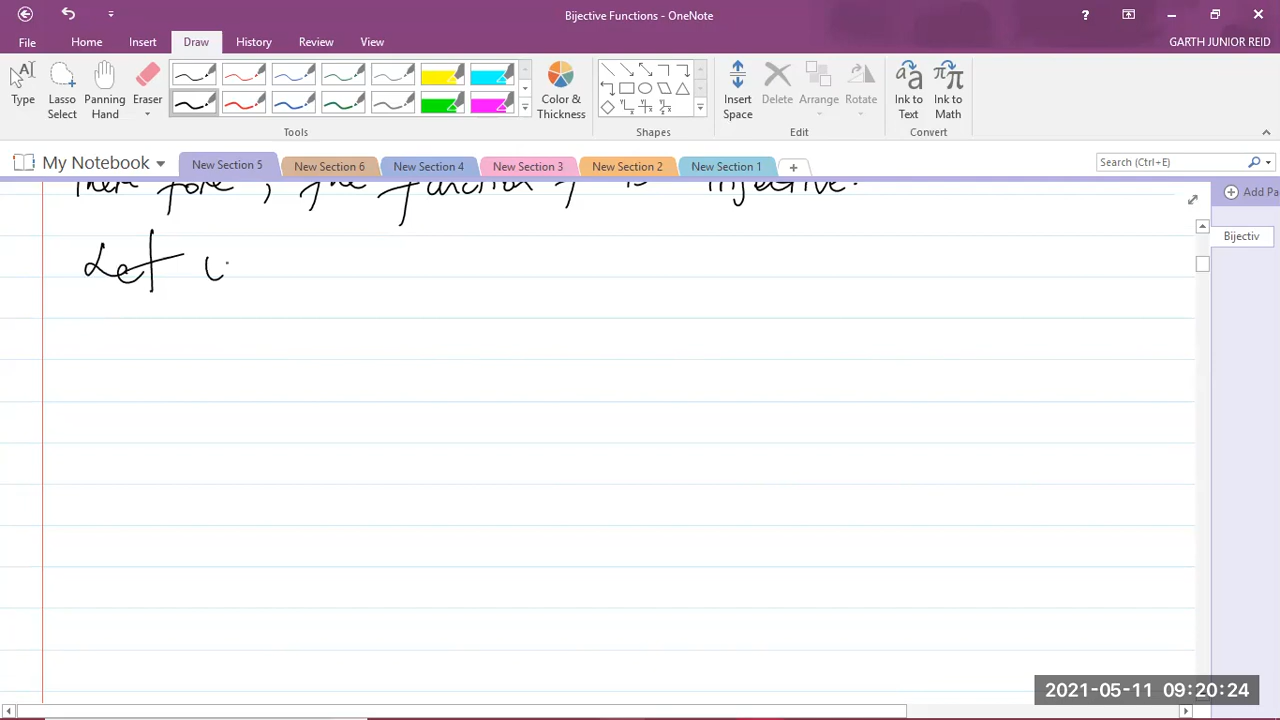 Bijective Functions - OneNote
File Home Insert Draw History Review View GARTH JUNIOR REID
Type Lasso Select Panning Hand Eraser Color & Thickness Insert Space Delete Arrange Rotate Ink to Text Ink to Math
Tools Shapes Edit Convert
My Notebook New Section 5 New Section 6 New Section 4 New Section 3 New Section 2 New Section 1 Search (Ctrl+E)
Add Pa
Therefore, the function f is injective.
Bijectiv
Let
2021-05-11 09:20:24